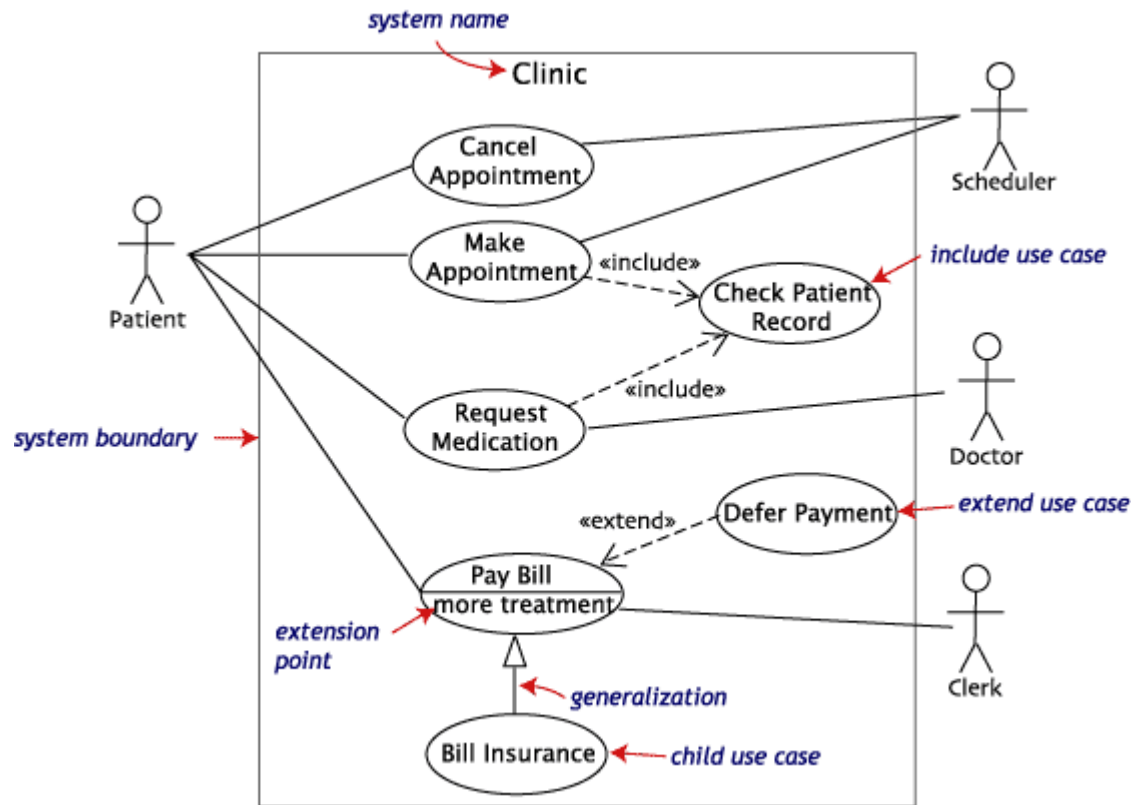 system name
Clinic
Cancel
Appointment
Scheduler
Make
Appointment
«include»
include use case
Check Patient
Record
Patient
«include»
Request
Medication
system boundary
Doctor
Defer Payment
extend use case
«extend»
Pay Bill
more treatment
extension
point
Clerk
generalization
Bill Insurance
child use case